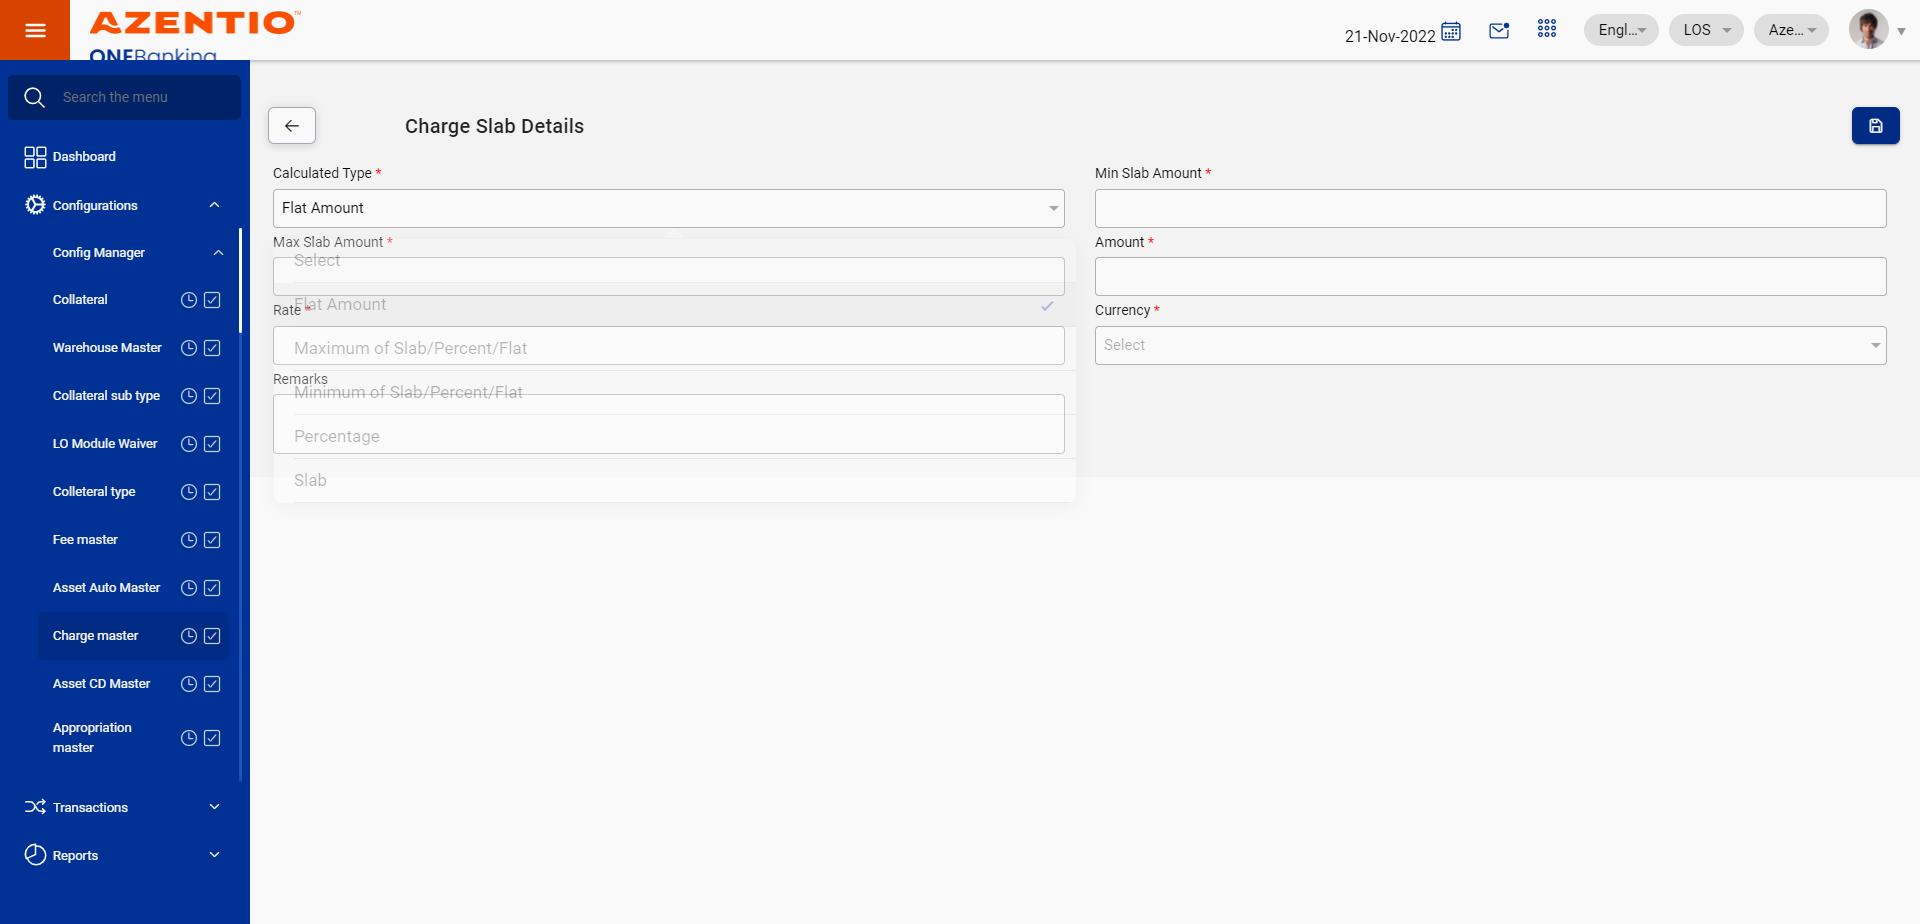 AZENTIO™
ONEBanking
21-Nov-2022
Engl...
LOS
Aze...
Search the menu
Dashboard
Configurations
Config Manager
Collateral
Warehouse Master
Collateral sub type
LO Module Waiver
Colleteral type
Fee master
Asset Auto Master
Charge master
Asset CD Master
Appropriation
master
Transactions
Reports
Charge Slab Details
Calculated Type *
Flat Amount
Min Slab Amount *
Max Slab Amount *
Amount *
Select
Flat Amount
Rate *
Currency *
Select
Maximum of Slab/Percent/Flat
Remarks
Minimum of Slab/Percent/Flat
Percentage
Slab